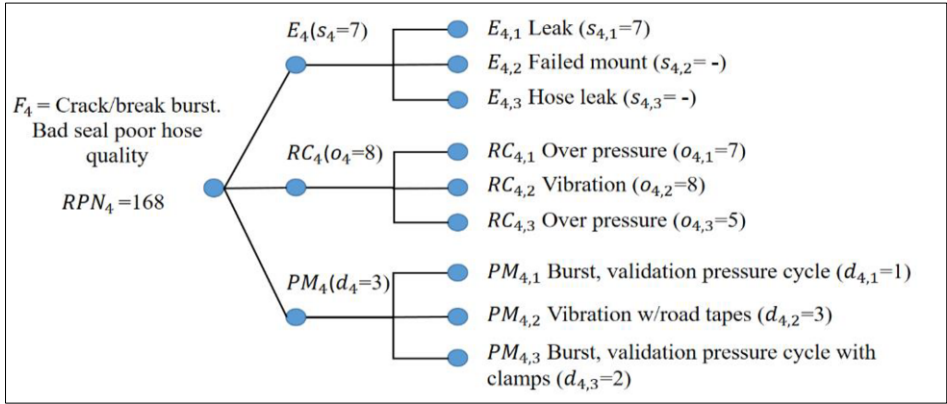 F₄ = Crack/break burst.
Bad seal poor hose
quality
RPN₄ =168
E₄(s₄=7)
E₄,₁ Leak (s₄,₁=7)
E₄,₂ Failed mount (s₄,₂= -)
E₄,₃ Hose leak (s₄,₃= -)
RC₄(o₄=8)
RC₄,₁ Over pressure (o₄,₁=7)
RC₄,₂ Vibration (o₄,₂=8)
RC₄,₃ Over pressure (o₄,₃=5)
PM₄(d₄=3)
PM₄,₁ Burst, validation pressure cycle (d₄,₁=1)
PM₄,₂ Vibration w/road tapes (d₄,₂=3)
PM₄,₃ Burst, validation pressure cycle with
clamps (d₄,₃=2)